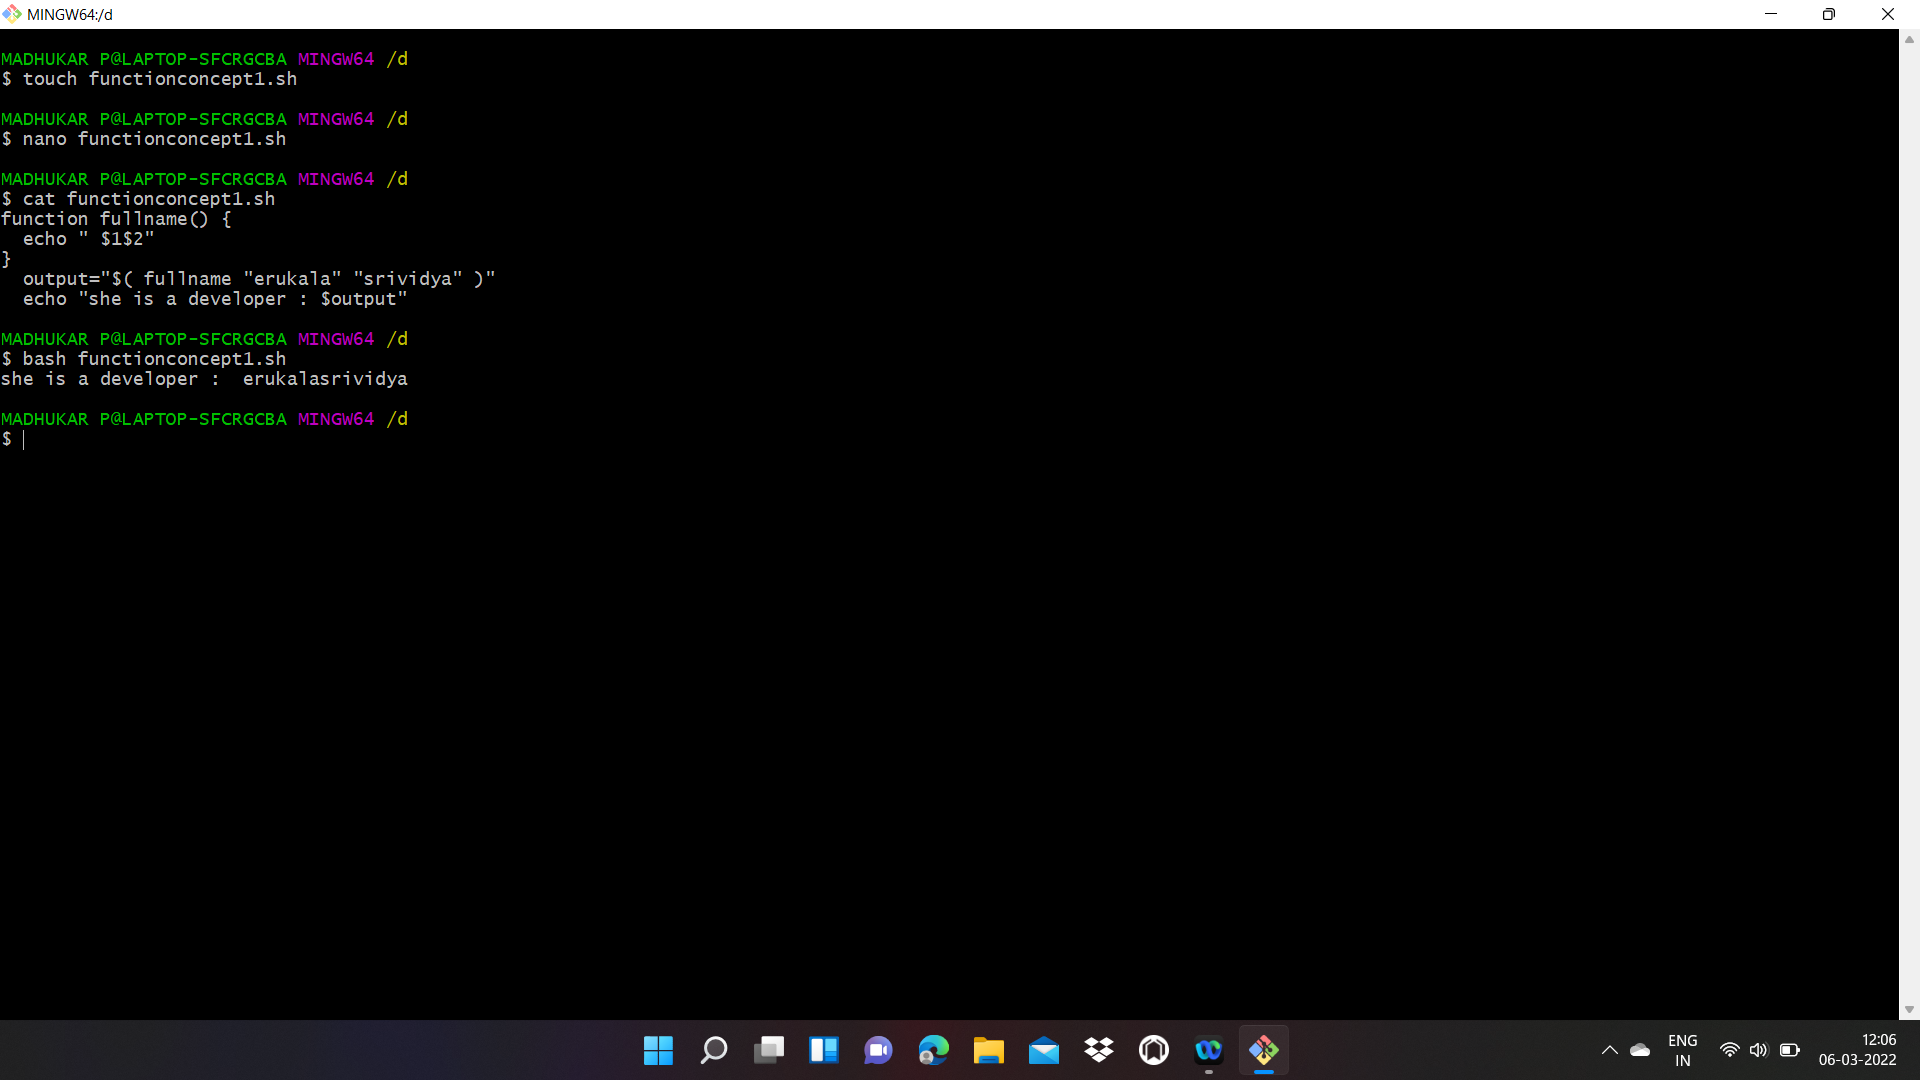 MINGW64:/d
MADHUKAR P@LAPTOP-SFCRGCBA MINGW64 /d
$ touch functionconcept1.sh
MADHUKAR P@LAPTOP-SFCRGCBA MINGW64 /d
$ nano functionconcept1.sh
MADHUKAR P@LAPTOP-SFCRGCBA MINGW64 /d
$ cat functionconcept1.sh
function fullname() {
  echo " $1$2"
}
  output="$( fullname "erukala" "srividya" )"
  echo "she is a developer : $output"
MADHUKAR P@LAPTOP-SFCRGCBA MINGW64 /d
$ bash functionconcept1.sh
she is a developer :  erukalasrividya
MADHUKAR P@LAPTOP-SFCRGCBA MINGW64 /d
$
ENG
IN
12:06
06-03-2022